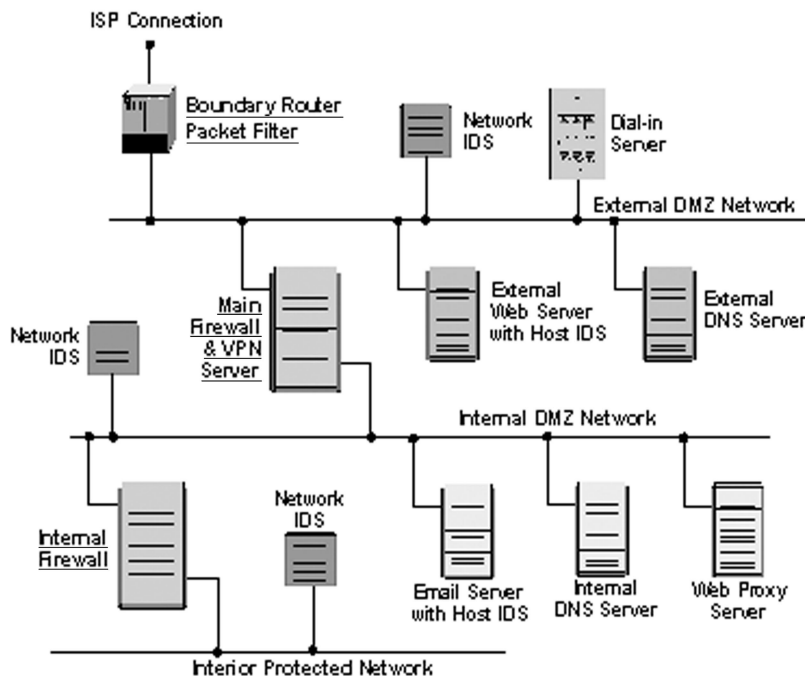 ISP Connection
Boundary Router
Packet Filter
Network
IDS
Dial-in
Server
External DMZ Network
Main
Firewall
& VPN
Server
External
Web Server
with Host IDS
External
DNS Server
Network
IDS
Internal DMZ Network
Internal
Firewall
Network
IDS
Email Server
with Host IDS
Internal
DNS Server
Web Proxy
Server
Interior Protected Network